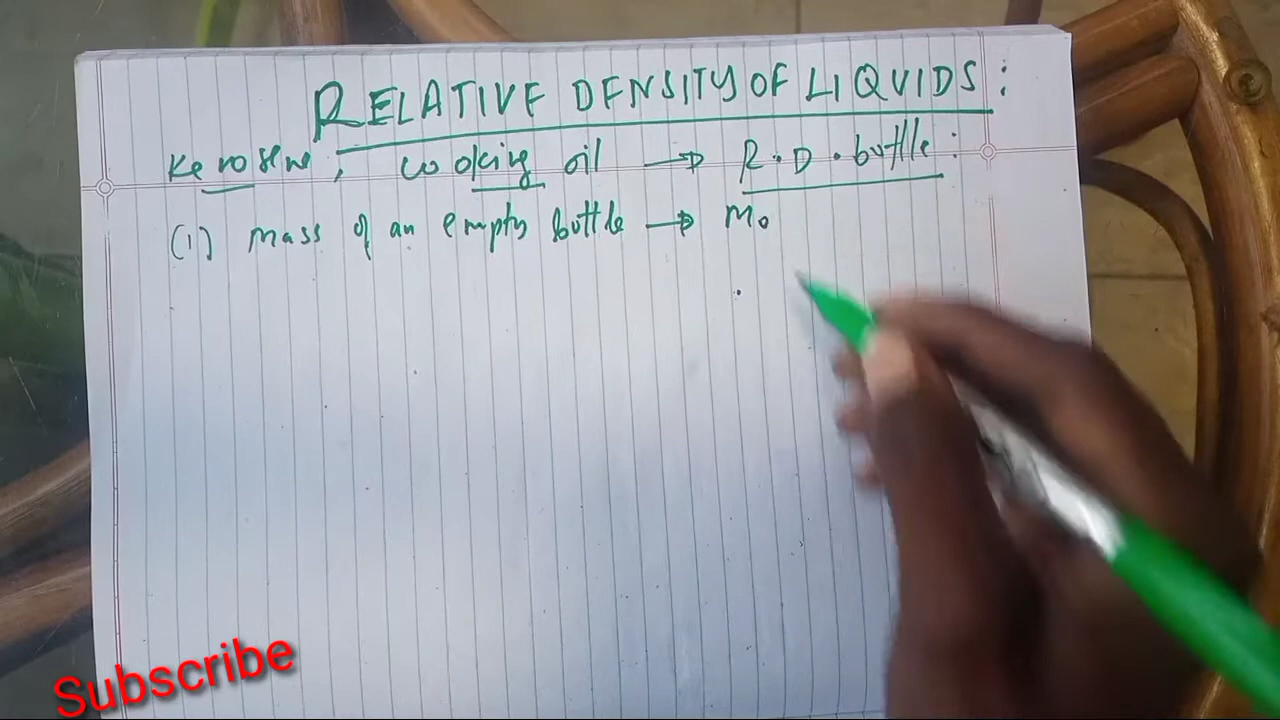 RELATIVE DENSITY OF LIQUIDS:
Kerosene, cooking oil → R.D. bottle:
(1) Mass of an empty bottle → M₀
Subscribe